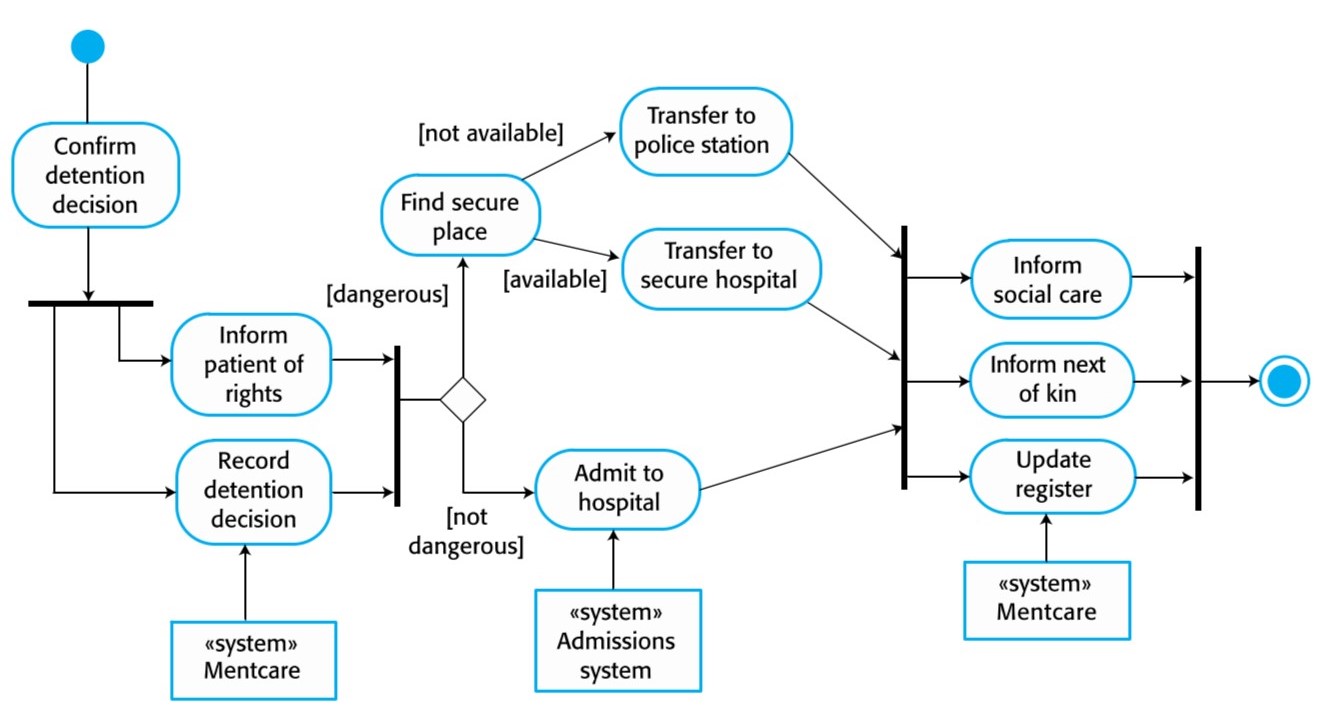 Confirm
detention
decision
Inform
patient of
rights
Record
detention
decision
«system»
Mentcare
[dangerous]
[not
dangerous]
Find secure
place
[not available]
[available]
Transfer to
police station
Transfer to
secure hospital
Admit to
hospital
«system»
Admissions
system
Inform
social care
Inform next
of kin
Update
register
«system»
Mentcare